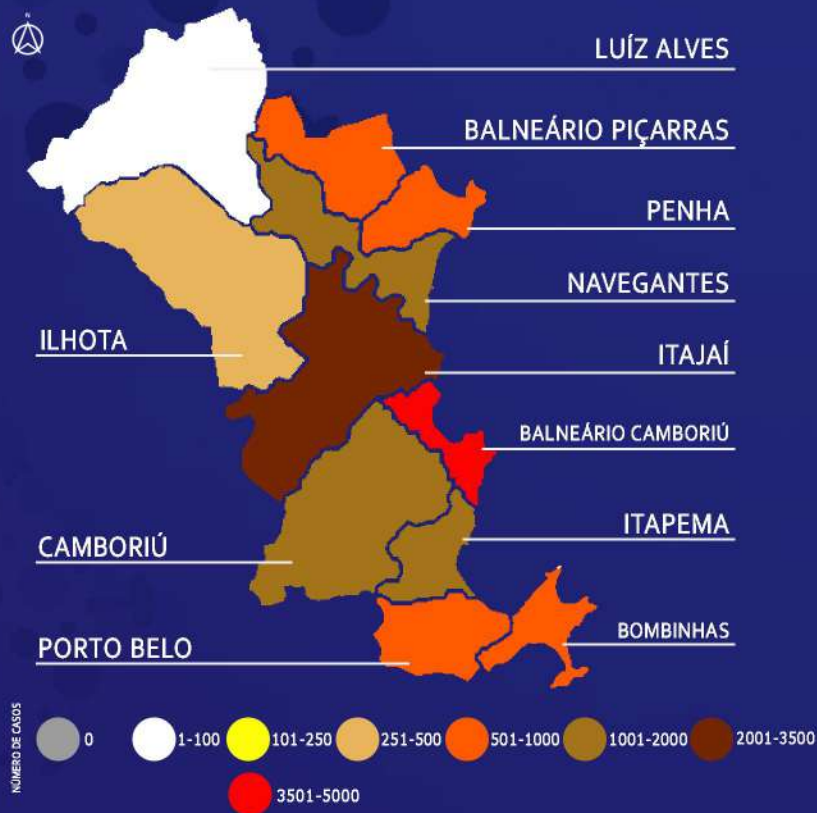 N
LUÍZ ALVES
BALNEÁRIO PIÇARRAS
PENHA
NAVEGANTES
ILHOTA
ITAJAÍ
BALNEÁRIO CAMBORIÚ
ITAPEMA
CAMBORIÚ
BOMBINHAS
PORTO BELO
NÚMERO DE CASOS
0
1-100
101-250
251-500
501-1000
1001-2000
2001-3500
3501-5000